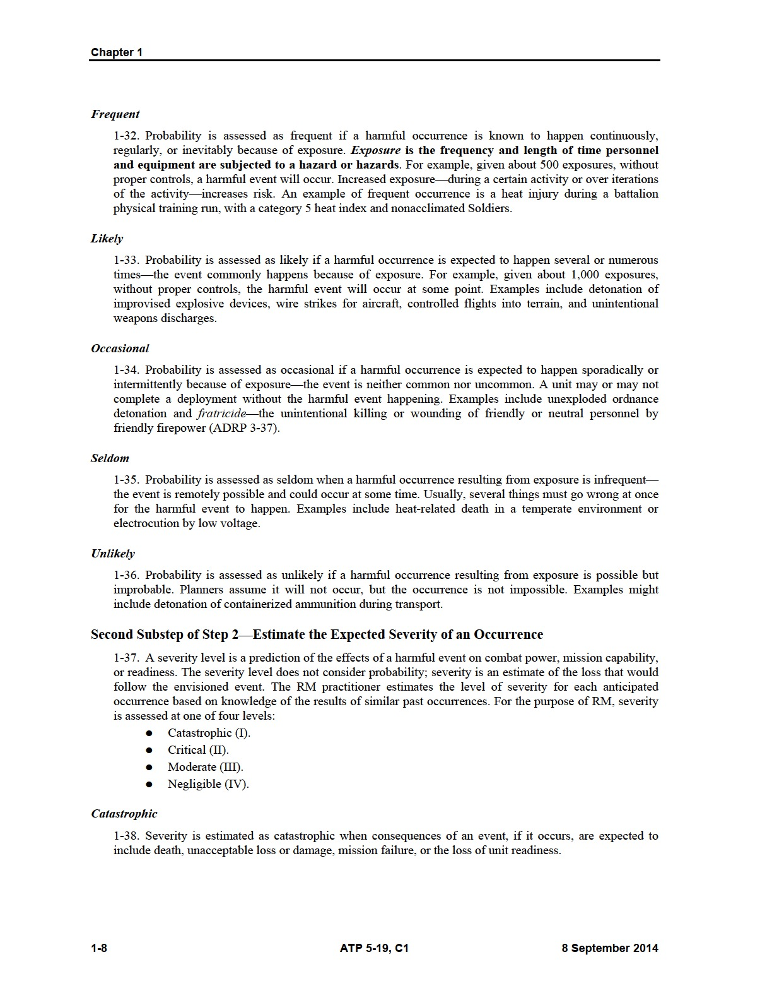 Chapter 1
Frequent
1-32. Probability is assessed as frequent if a harmful occurrence is known to happen continuously,
regularly, or inevitably because of exposure. Exposure is the frequency and length of time personnel
and equipment are subjected to a hazard or hazards. For example, given about 500 exposures, without
proper controls, a harmful event will occur. Increased exposure—during a certain activity or over iterations
of the activity—increases risk. An example of frequent occurrence is a heat injury during a battalion
physical training run, with a category 5 heat index and nonacclimated Soldiers.
Likely
1-33. Probability is assessed as likely if a harmful occurrence is expected to happen several or numerous
times—the event commonly happens because of exposure. For example, given about 1,000 exposures,
without proper controls, the harmful event will occur at some point. Examples include detonation of
improvised explosive devices, wire strikes for aircraft, controlled flights into terrain, and unintentional
weapons discharges.
Occasional
1-34. Probability is assessed as occasional if a harmful occurrence is expected to happen sporadically or
intermittently because of exposure—the event is neither common nor uncommon. A unit may or may not
complete a deployment without the harmful event happening. Examples include unexploded ordnance
detonation and fratricide—the unintentional killing or wounding of friendly or neutral personnel by
friendly firepower (ADRP 3-37).
Seldom
1-35. Probability is assessed as seldom when a harmful occurrence resulting from exposure is infrequent—
the event is remotely possible and could occur at some time. Usually, several things must go wrong at once
for the harmful event to happen. Examples include heat-related death in a temperate environment or
electrocution by low voltage.
Unlikely
1-36. Probability is assessed as unlikely if a harmful occurrence resulting from exposure is possible but
improbable. Planners assume it will not occur, but the occurrence is not impossible. Examples might
include detonation of containerized ammunition during transport.
Second Substep of Step 2—Estimate the Expected Severity of an Occurrence
1-37. A severity level is a prediction of the effects of a harmful event on combat power, mission capability,
or readiness. The severity level does not consider probability; severity is an estimate of the loss that would
follow the envisioned event. The RM practitioner estimates the level of severity for each anticipated
occurrence based on knowledge of the results of similar past occurrences. For the purpose of RM, severity
is assessed at one of four levels:
● Catastrophic (I).
● Critical (II).
● Moderate (III).
● Negligible (IV).
Catastrophic
1-38. Severity is estimated as catastrophic when consequences of an event, if it occurs, are expected to
include death, unacceptable loss or damage, mission failure, or the loss of unit readiness.
1-8 ATP 5-19, C1 8 September 2014